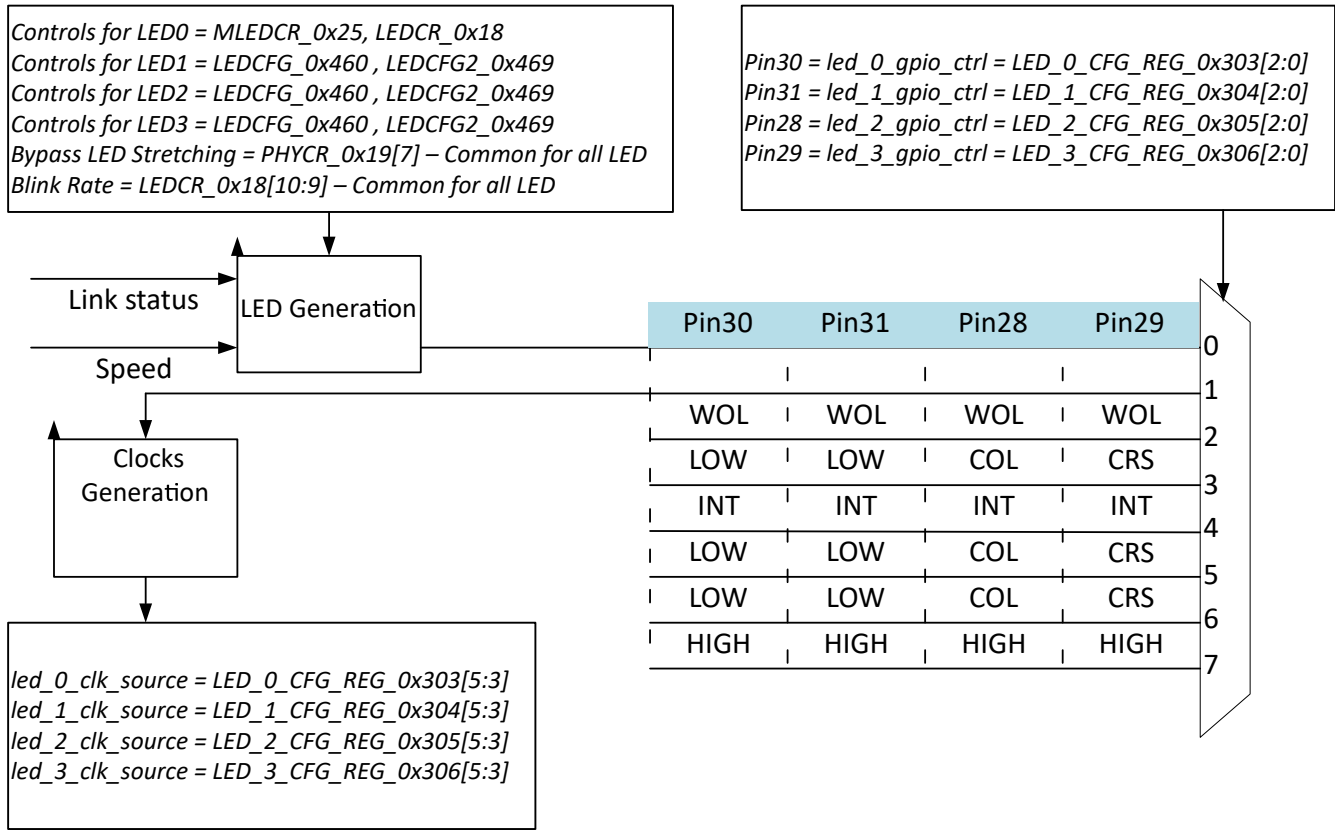 Controls for LED0 = MLEDCR_0x25, LEDCR_0x18
Controls for LED1 = LEDCFG_0x460 , LEDCFG2_0x469
Controls for LED2 = LEDCFG_0x460 , LEDCFG2_0x469
Controls for LED3 = LEDCFG_0x460 , LEDCFG2_0x469
Bypass LED Stretching = PHYCR_0x19[7] – Common for all LED
Blink Rate = LEDCR_0x18[10:9] – Common for all LED
Pin30 = led_0_gpio_ctrl = LED_0_CFG_REG_0x303[2:0]
Pin31 = led_1_gpio_ctrl = LED_1_CFG_REG_0x304[2:0]
Pin28 = led_2_gpio_ctrl = LED_2_CFG_REG_0x305[2:0]
Pin29 = led_3_gpio_ctrl = LED_3_CFG_REG_0x306[2:0]
Link status
LED Generation
Speed
Pin30 Pin31 Pin28 Pin29
0
1
WOL WOL WOL WOL
2
LOW LOW COL CRS
3
INT INT INT INT
4
LOW LOW COL CRS
5
LOW LOW COL CRS
6
HIGH HIGH HIGH HIGH
7
Clocks
Generation
led_0_clk_source = LED_0_CFG_REG_0x303[5:3]
led_1_clk_source = LED_1_CFG_REG_0x304[5:3]
led_2_clk_source = LED_2_CFG_REG_0x305[5:3]
led_3_clk_source = LED_3_CFG_REG_0x306[5:3]